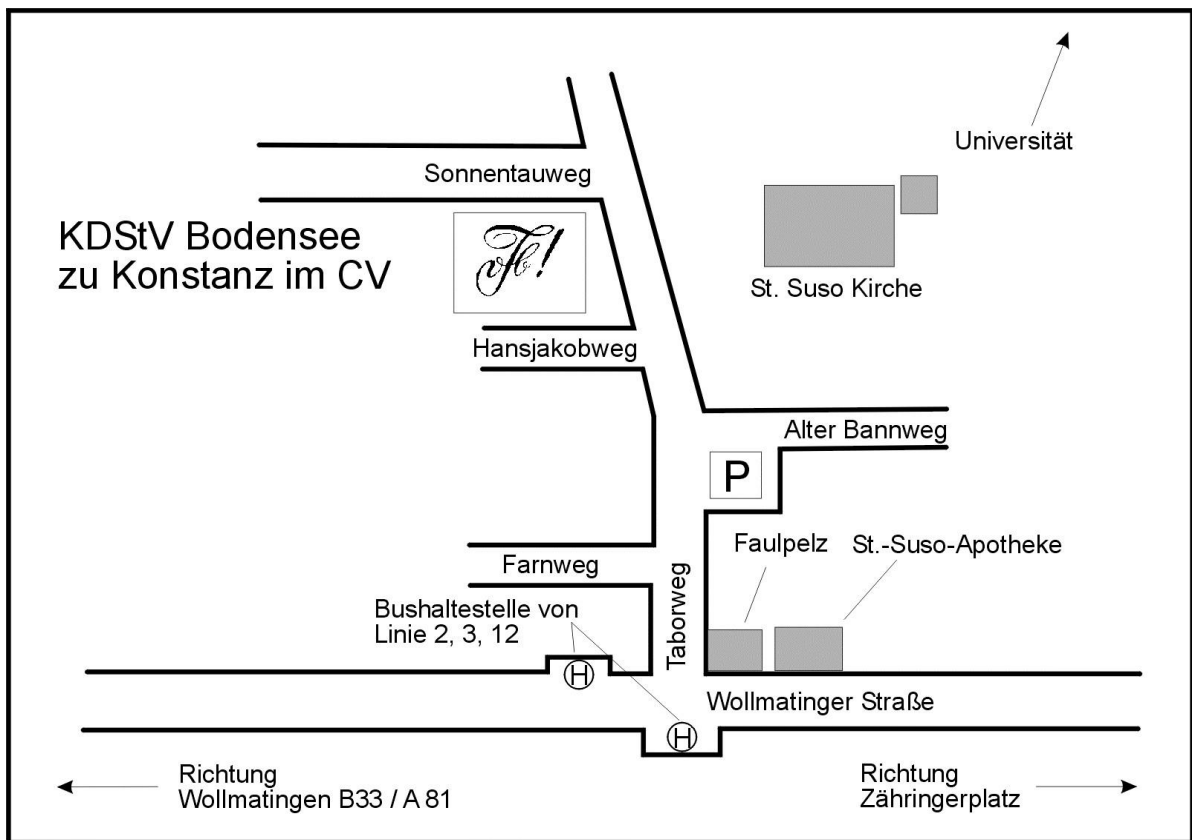 Universität
Sonnentauweg
KDStV Bodensee
zu Konstanz im CV
St. Suso Kirche
Hansjakobweg
Alter Bannweg
P
Faulpelz
St.-Suso-Apotheke
Farnweg
Taborweg
Bushaltestelle von
Linie 2, 3, 12
H
Wollmatinger Straße
H
Richtung
Wollmatingen B33 / A 81
Richtung
Zähringerplatz